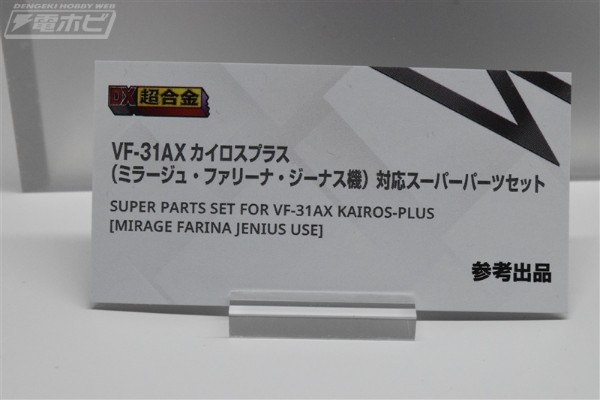 DENGEKI HOBBY WEB
電ホビ
DX超合金
VF-31AX カイロスプラス
（ミラージュ・ファリーナ・ジーナス機）対応スーパーパーツセット
SUPER PARTS SET FOR VF-31AX KAIROS-PLUS
[MIRAGE FARINA JENIUS USE]
参考出品